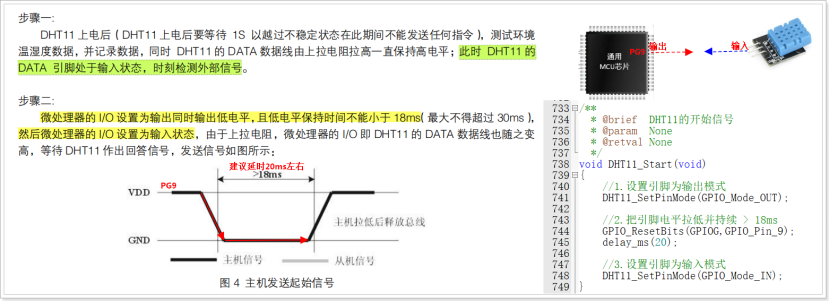 步骤一:
DHT11 上电后（DHT11 上电后要等待 1S 以越过不稳定状态在此期间不能发送任何指令），测试环境
温湿度数据，并记录数据，同时 DHT11 的 DATA 数据线由上拉电阻拉高一直保持高电平；此时 DHT11 的
DATA 引脚处于输入状态，时刻检测外部信号。
步骤二:
微处理器的 I/O 设置为输出同时输出低电平，且低电平保持时间不能小于 18ms（最大不得超过 30ms），
然后微处理器的 I/O 设置为输入状态，由于上拉电阻，微处理器的 I/O 即 DHT11 的 DATA 数据线也随之变
高，等待 DHT11 作出回答信号，发送信号如图所示：
建议延时20ms左右
>18ms
PG9
VDD
主机拉低后释放总线
GND
主机信号 从机信号
图 4 主机发送起始信号
通用
MCU芯片
PG9 输出 输入
733 /**
734 * @brief DHT11的开始信号
735 * @param None
736 * @retval None
737 */
738 void DHT11_Start(void)
739 {
740 //1.设置引脚为输出模式
741 DHT11_SetPinMode(GPIO_Mode_OUT);
742
743 //2.把引脚电平拉低并持续 > 18ms
744 GPIO_ResetBits(GPIOG,GPIO_Pin_9);
745 delay_ms(20);
746
747 //3.设置引脚为输入模式
748 DHT11_SetPinMode(GPIO_Mode_IN);
749 }